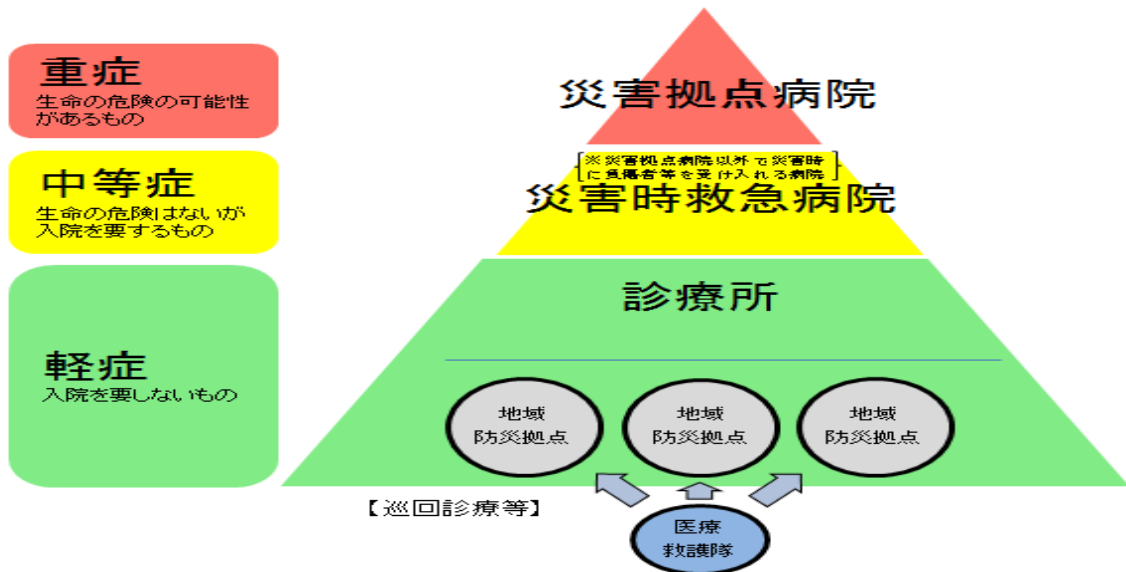 重症
生命の危険の可能性
があるもの
災害拠点病院
※災害拠点病院以外で災害時
に負傷者等を受け入れる病院
中等症
生命の危険はないが
入院を要するもの
災害時救急病院
診療所
軽症
入院を要しないもの
地域
防災拠点
地域
防災拠点
地域
防災拠点
【巡回診療等】
医療
救護隊